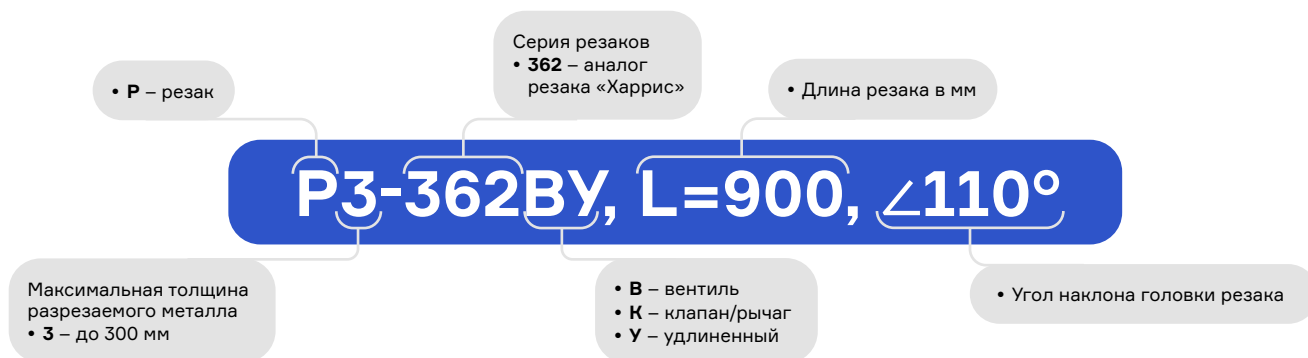 Серия резаков
• 362 – аналог
резака «Харрис»
• Р – резак
• Длина резака в мм
Р3-362ВУ, L=900, ∠110°
Максимальная толщина
разрезаемого металла
• 3 – до 300 мм
• В – вентиль
• К – клапан/рычаг
• У – удлиненный
• Угол наклона головки резака